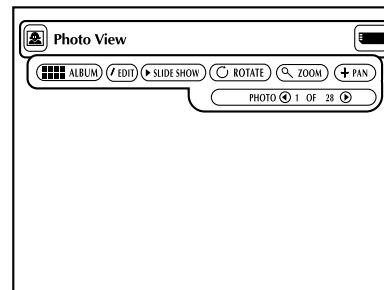 Photo View
ALBUM EDIT SLIDE SHOW ROTATE ZOOM PAN
PHOTO 1 OF 28